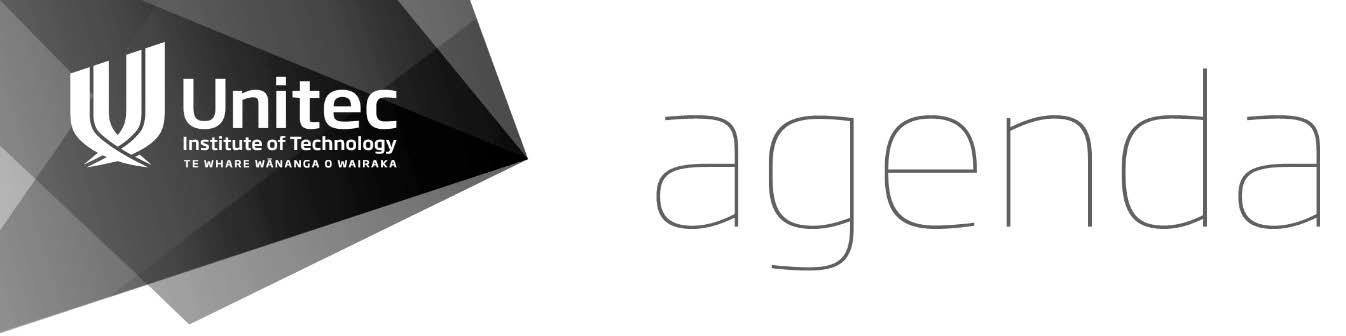 Unitec
Institute of Technology
TE WHARE WĀNANGA O WAIRAKA
agenda